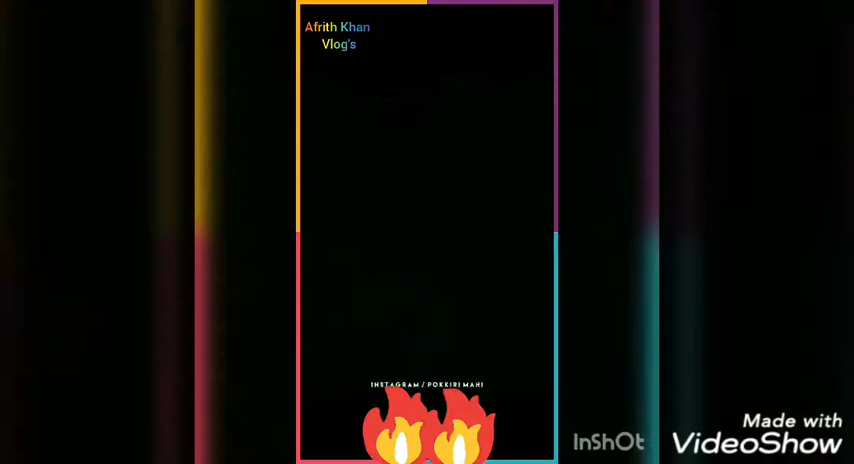 Afrith Khan
Vlog's
INSTAGRAM / POKKIRI MAHI
InShOt
Made with
VideoShow